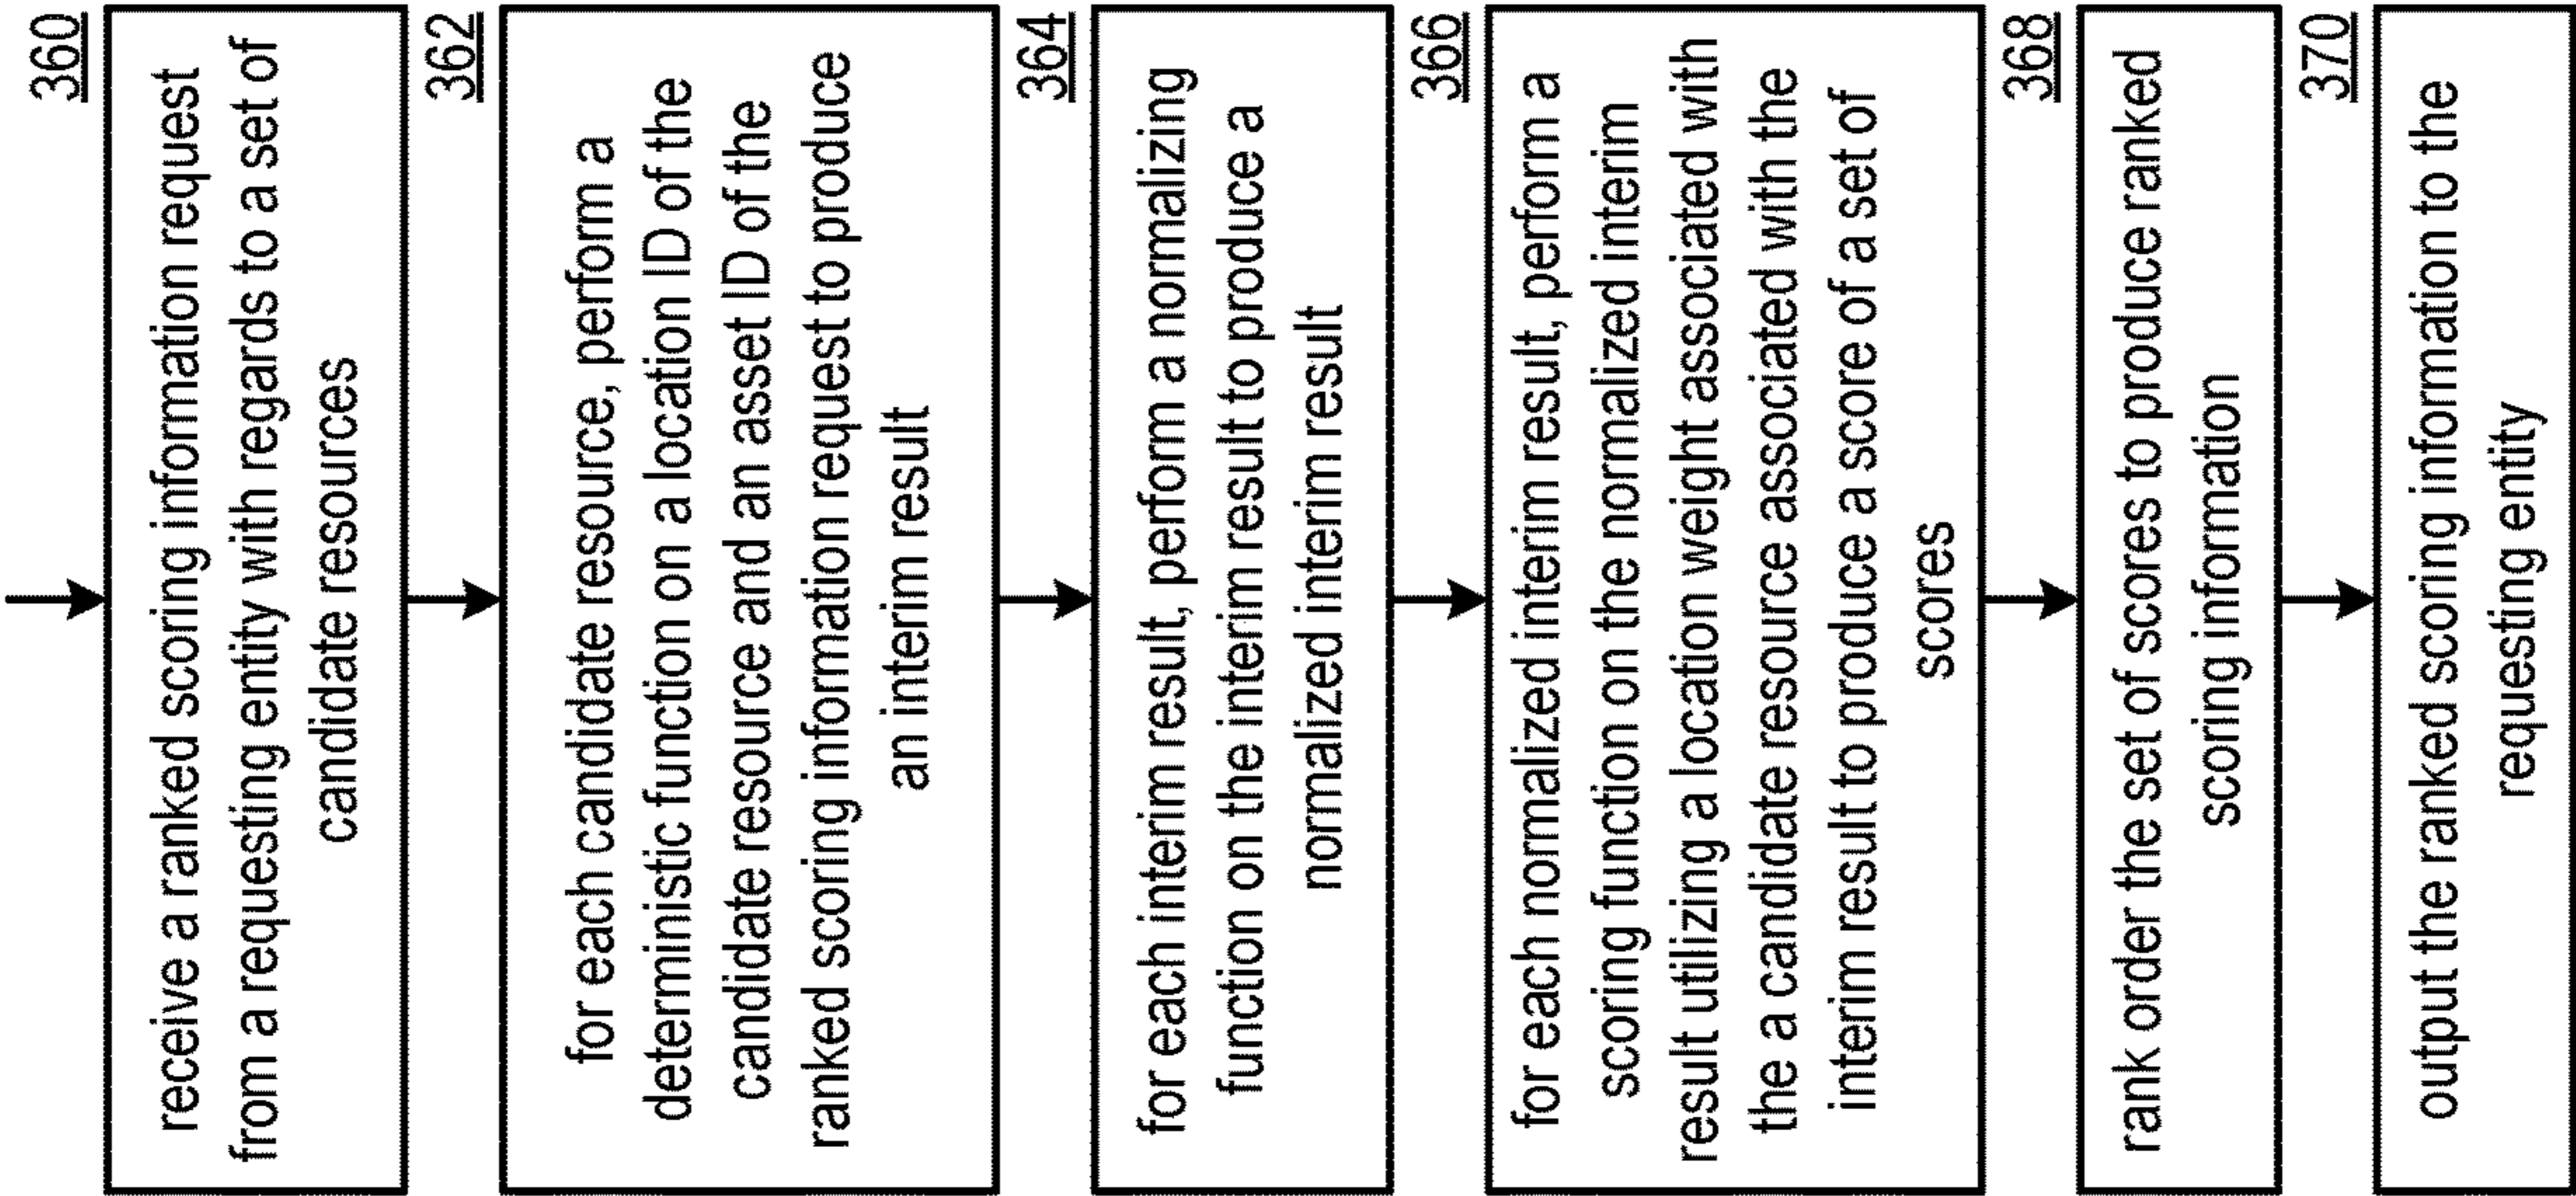 360
receive a ranked scoring information request
from a requesting entity with regards to a set of
candidate resources
362
for each candidate resource, perform a
deterministic function on a location ID of the
candidate resource and an asset ID of the
ranked scoring information request to produce
an interim result
364
for each interim result, perform a normalizing
function on the interim result to produce a
normalized interim result
366
for each normalized interim result, perform a
scoring function on the normalized interim
result utilizing a location weight associated with
the a candidate resource associated with the
interim result to produce a score of a set of
scores
368
rank order the set of scores to produce ranked
scoring information
370
output the ranked scoring information to the
requesting entity